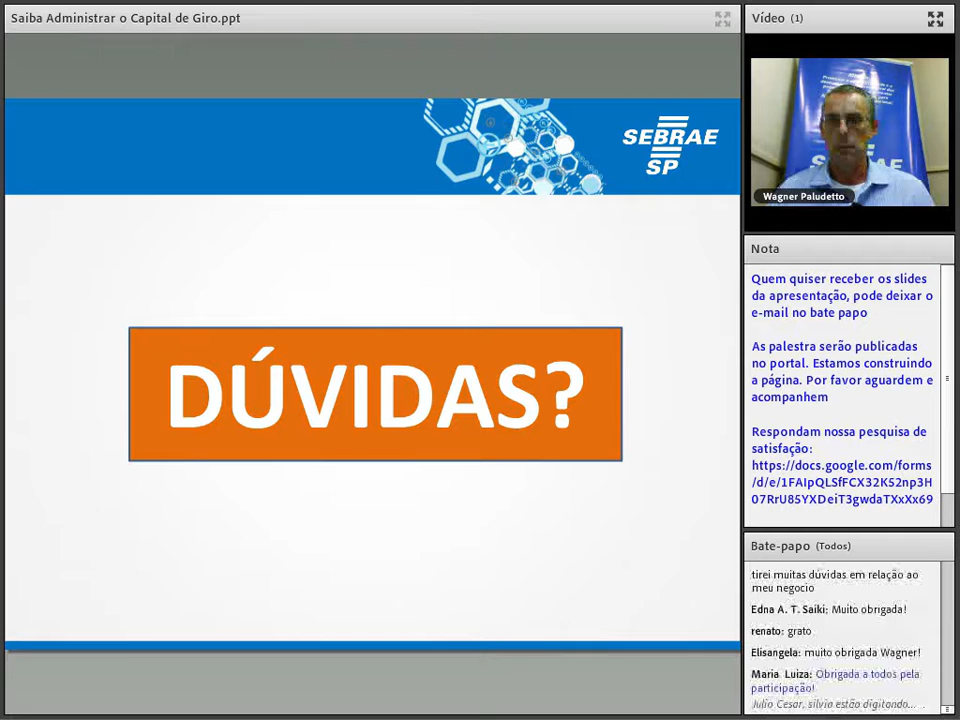 Saiba Administrar o Capital de Giro.ppt
SEBRAE
SP
DÚVIDAS?
Vídeo (1)
SEBRAE
Wagner Paludetto
Nota
Quem quiser receber os slides
da apresentação, pode deixar o
e-mail no bate papo
As palestra serão publicadas
no portal. Estamos construindo
a página. Por favor aguardem e
acompanhem
Respondam nossa pesquisa de
satisfação:
https://docs.google.com/forms
/d/e/1FAIpQLSfFCX32K52np3H
07RrU85YXDeiT3gwdaTXxXx69
Bate-papo (Todos)
tirei muitas dúvidas em relação ao
meu negocio
Edna A. T. Saiki: Muito obrigada!
renato: grato
Elisangela: muito obrigada Wagner!
Maria Luiza: Obrigada a todos pela
participação!
Julio Cesar, silvia estão digitando...